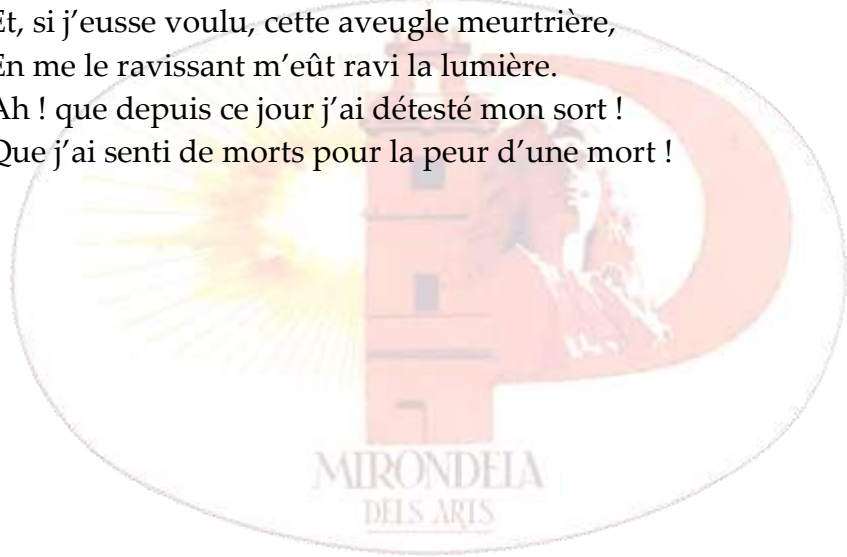 Et, si j’eusse voulu, cette aveugle meurtrière,
En me le ravissant m’eût ravi la lumière.
Ah ! que depuis ce jour j’ai détesté mon sort !
Que j’ai senti de morts pour la peur d’une mort !
MIRONDELA
DELS ARTS